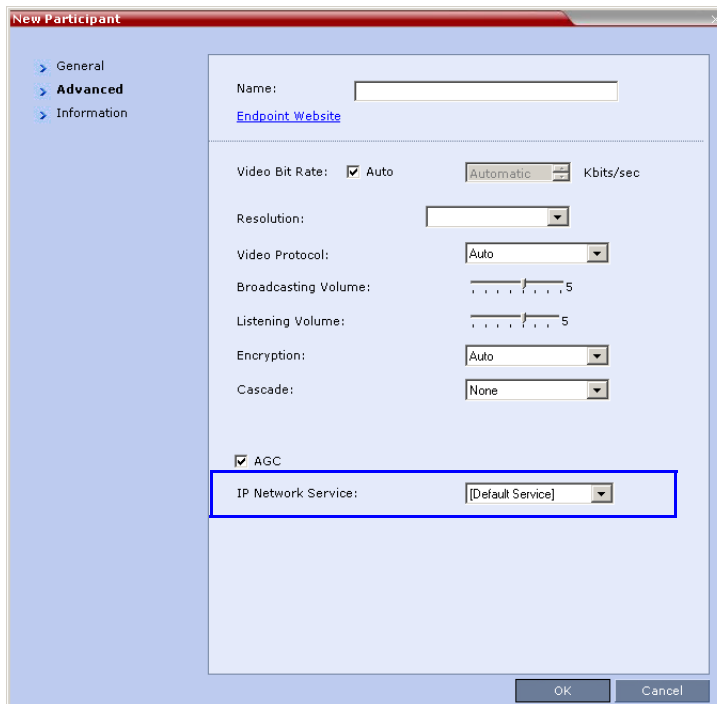 New Participant
General
Advanced
Information
Name:
Endpoint Website
Video Bit Rate: Auto Automatic Kbits/sec
Resolution:
Video Protocol: Auto
Broadcasting Volume: 5
Listening Volume: 5
Encryption: Auto
Cascade: None
AGC
IP Network Service: [Default Service]
OK Cancel